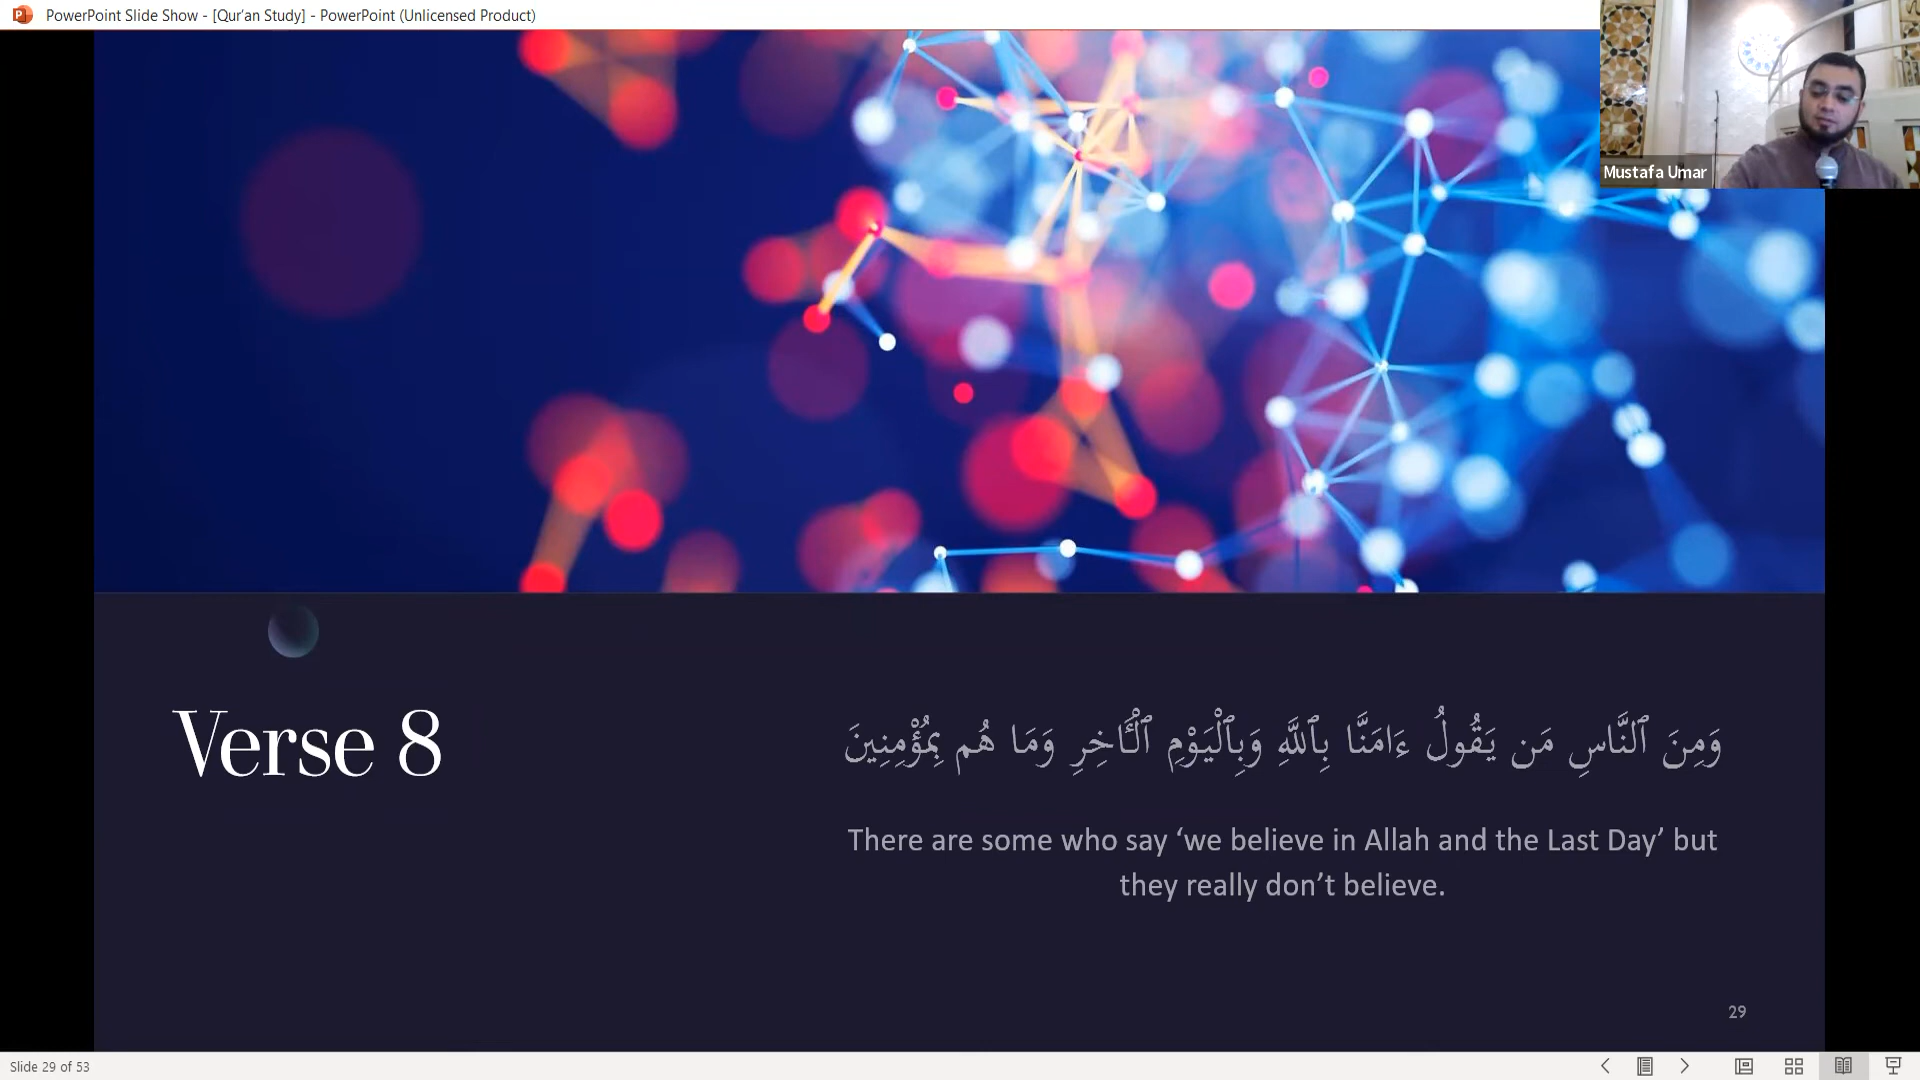 PowerPoint Slide Show - [Qur’an Study] - PowerPoint (Unlicensed Product)
Mustafa Umar
Verse 8
وَمِنَ ٱلنَّاسِ مَن يَقُولُ ءَامَنَّا بِٱللَّهِ وَبِٱلْيَوْمِ ٱلْـَٔاخِرِ وَمَا هُم بِمُؤْمِنِينَ
There are some who say ‘we believe in Allah and the Last Day’ but
they really don’t believe.
29
Slide 29 of 53